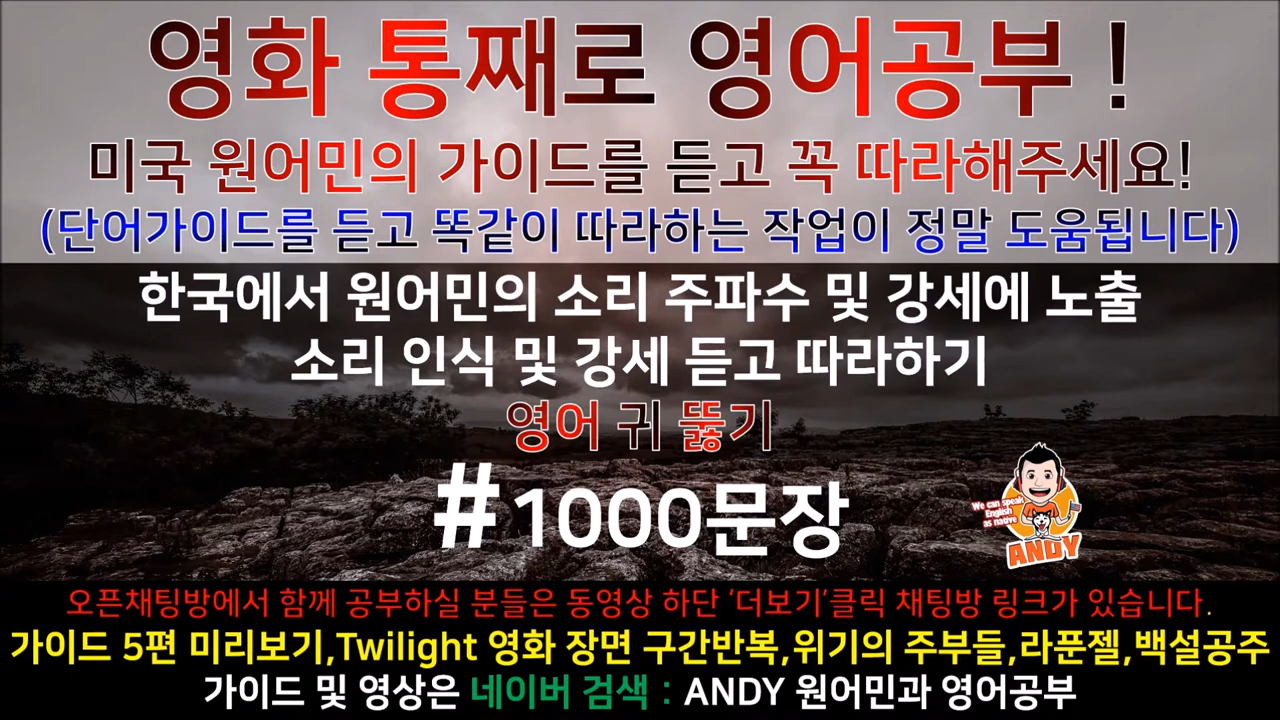 영화 통째로 영어공부 !
미국 원어민의 가이드를 듣고 꼭 따라해주세요!
(단어가이드를 듣고 똑같이 따라하는 작업이 정말 도움됩니다)
한국에서 원어민의 소리 주파수 및 강세에 노출
소리 인식 및 강세 듣고 따라하기
영어 귀 뚫기
#1000문장
We can speak
English
as native
ANDY
오픈채팅방에서 함께 공부하실 분들은 동영상 하단 '더보기'클릭 채팅방 링크가 있습니다.
가이드 5편 미리보기,Twilight 영화 장면 구간반복,위기의 주부들,라푼젤,백설공주
가이드 및 영상은 네이버 검색 : ANDY 원어민과 영어공부